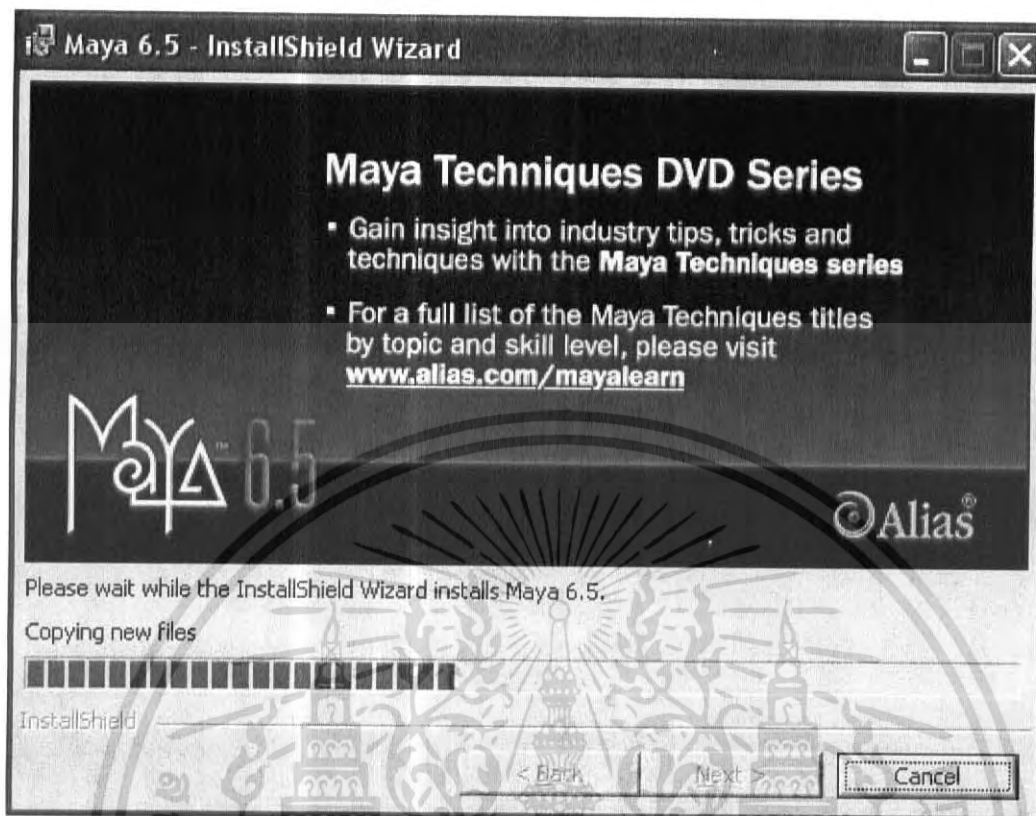 Maya 6.5 - InstallShield Wizard
Maya Techniques DVD Series
▪ Gain insight into industry tips, tricks and
techniques with the Maya Techniques series
▪ For a full list of the Maya Techniques titles
by topic and skill level, please visit
www.alias.com/mayalearn
MAYA™ 6.5
Alias®
Please wait while the InstallShield Wizard installs Maya 6.5.
Copying new files
InstallShield
< Back
Next >
Cancel